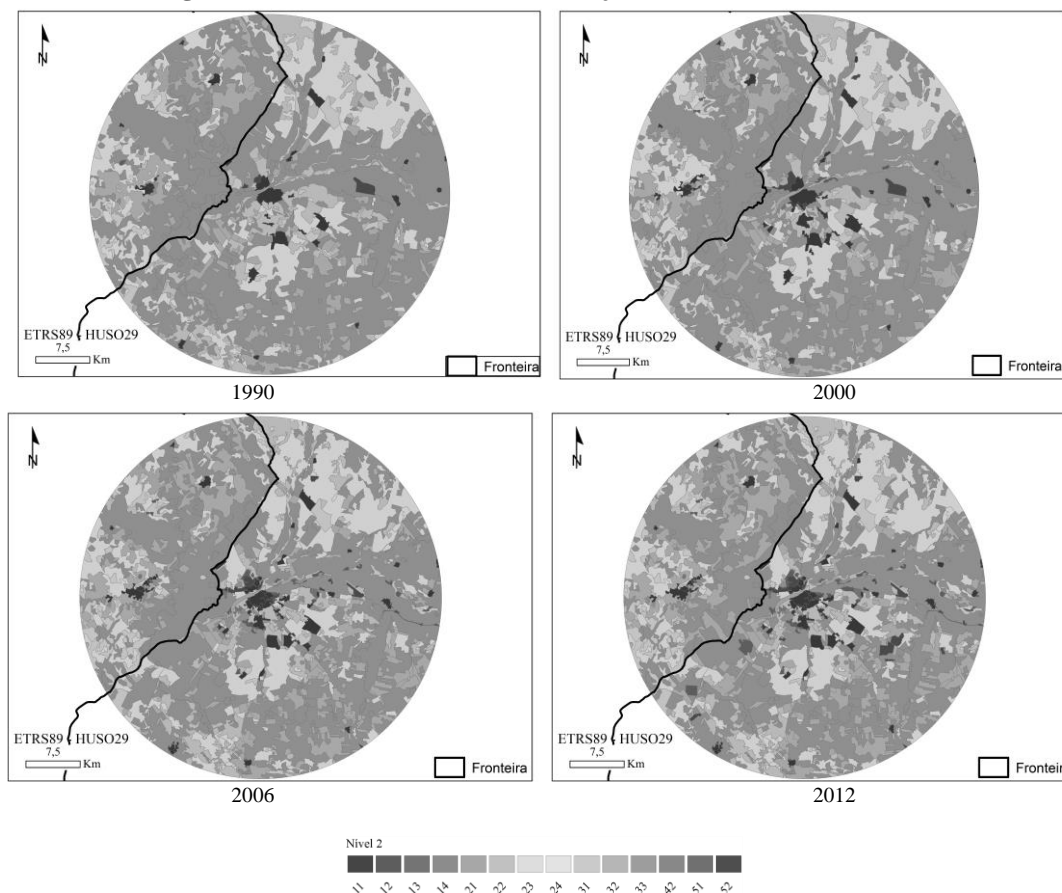 N
ETRS89 HUSO29
7,5
Km
Fronteira
1990
N
ETRS89 HUSO29
7,5
Km
Fronteira
2000
N
ETRS89 HUSO29
7,5
Km
Fronteira
2006
N
ETRS89 HUSO29
7,5
Km
Fronteira
2012
Nível 2
11 12 13 14 21 22 23 24 31 32 33 42 51 52